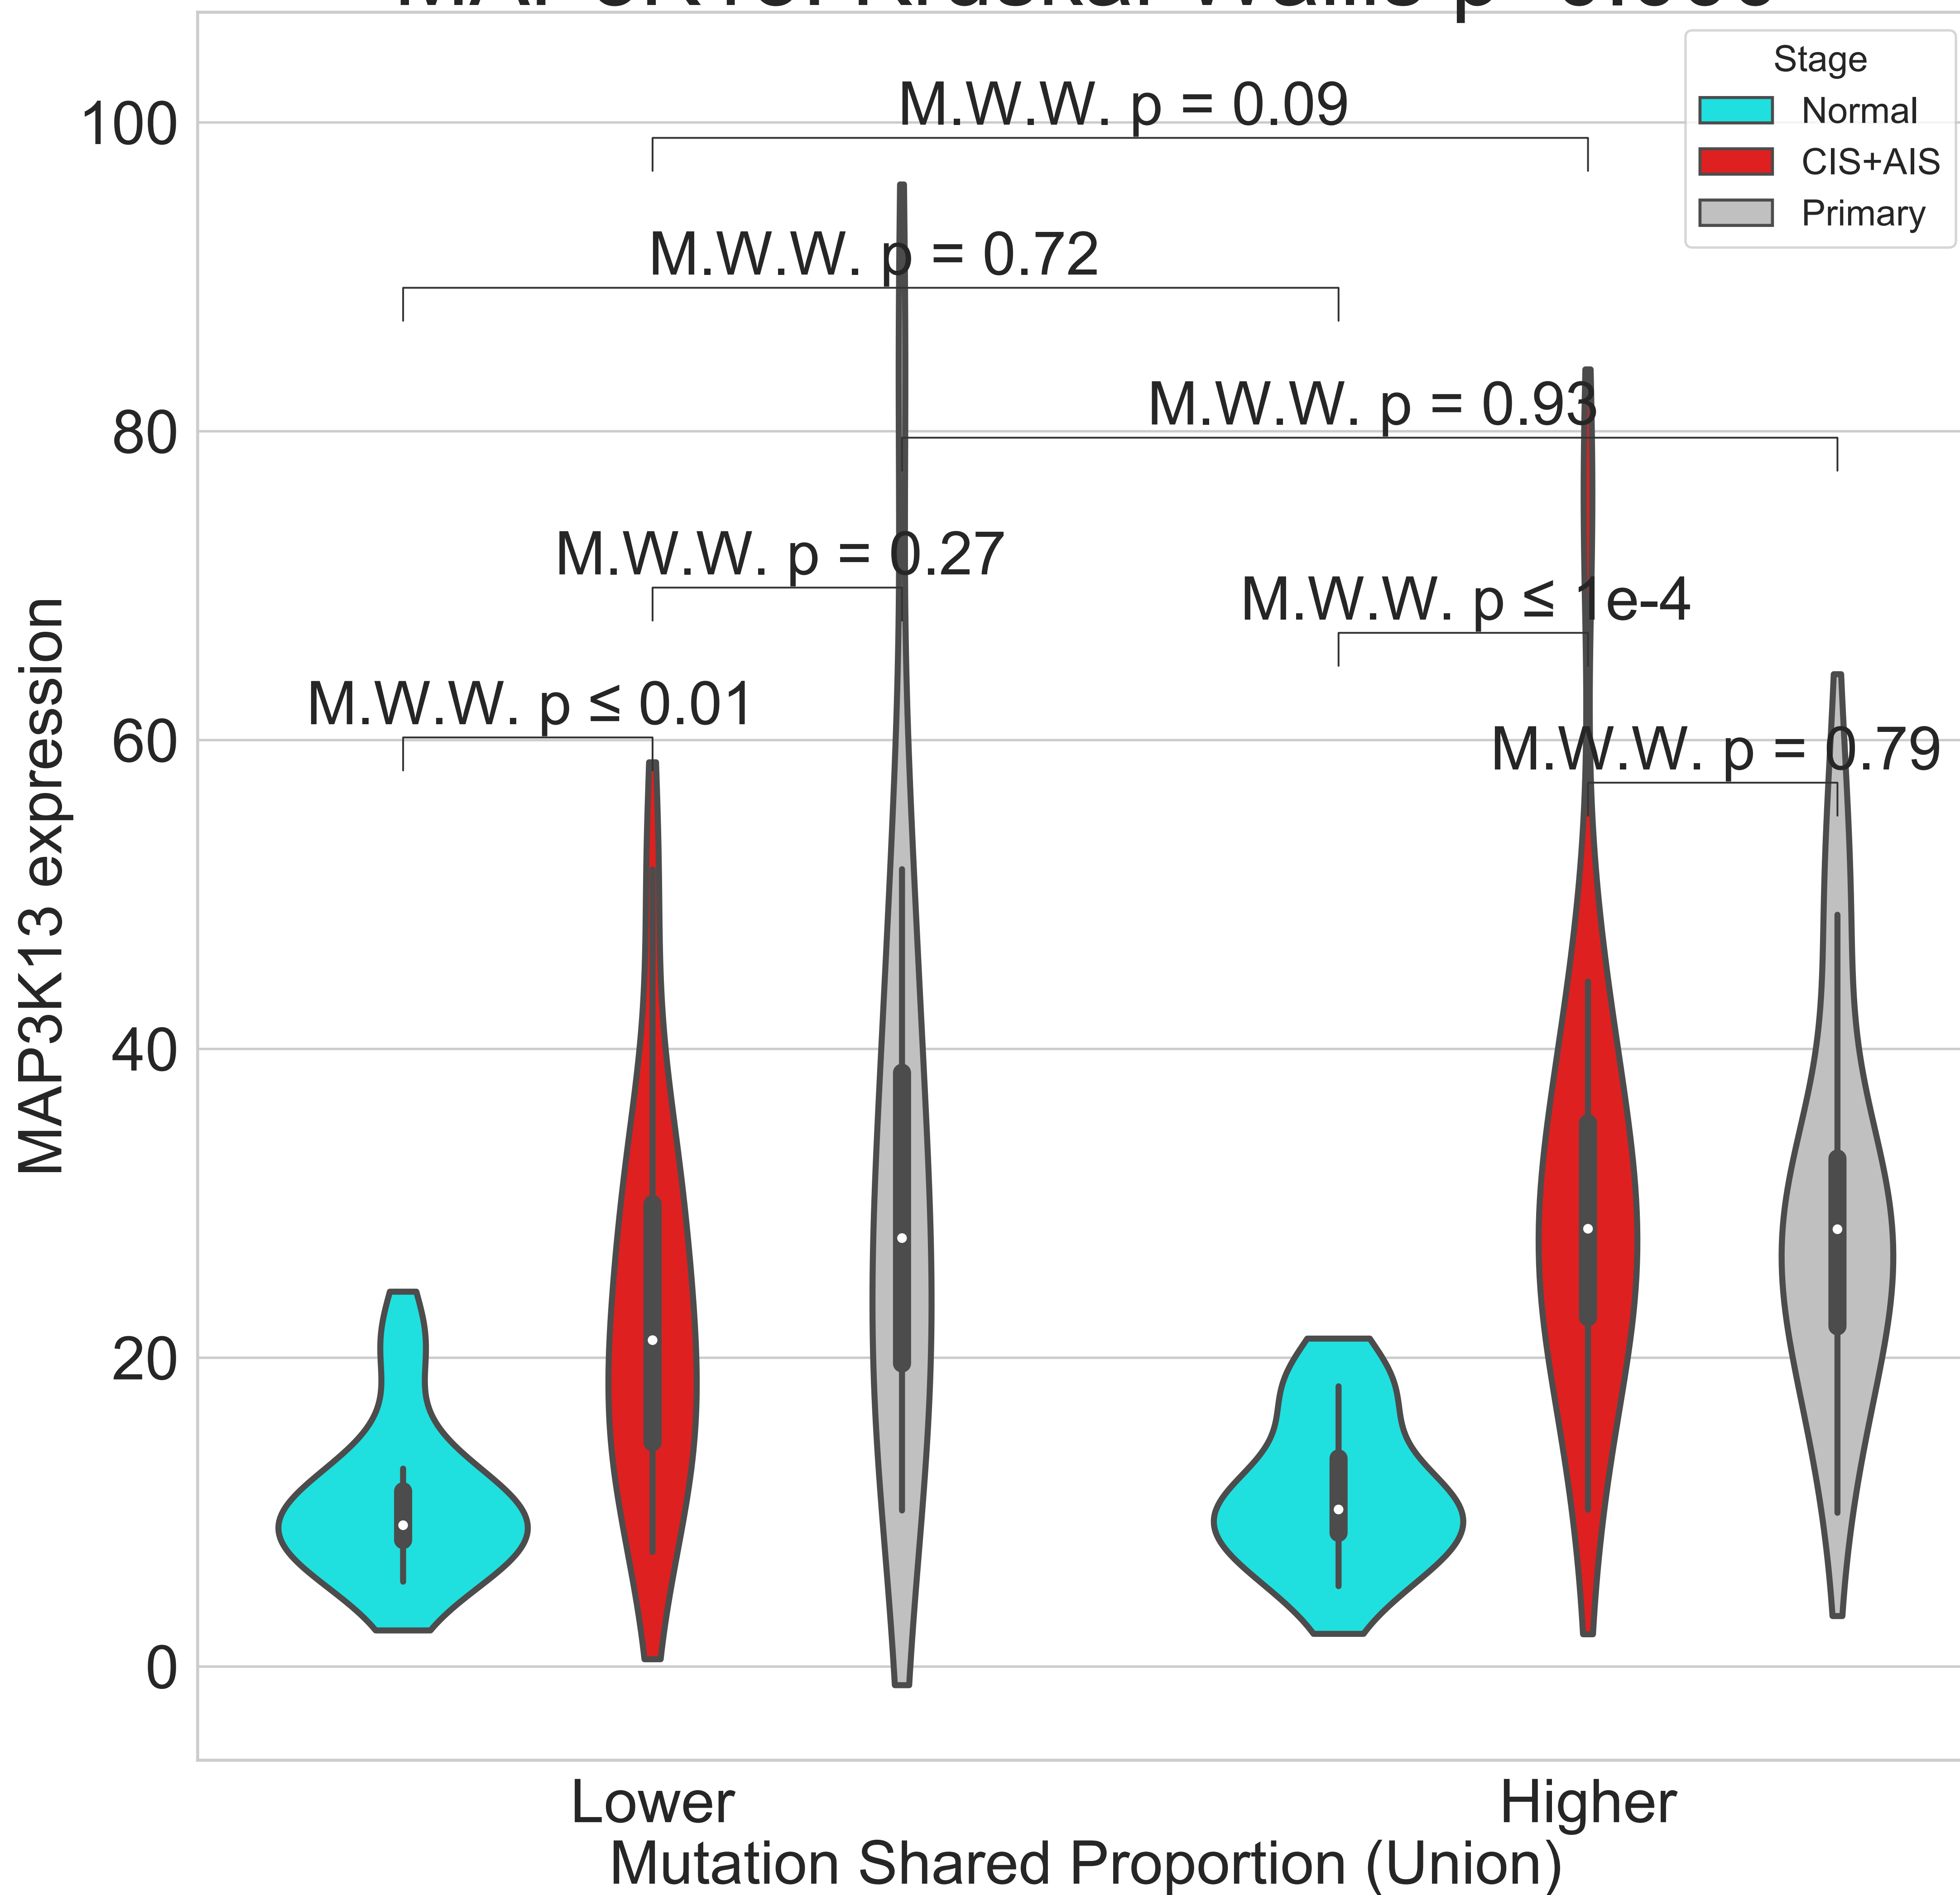 Stage
Normal
CIS+AIS
Primary
M.W.W. p = 0.09
M.W.W. p = 0.72
M.W.W. p = 0.93
M.W.W. p = 0.27
M.W.W. p ≤ 1e-4
M.W.W. p ≤ 0.01
M.W.W. p = 0.79
100
80
60
40
20
0
MAP3K13 expression
Lower
Higher
Mutation Shared Proportion (Union)